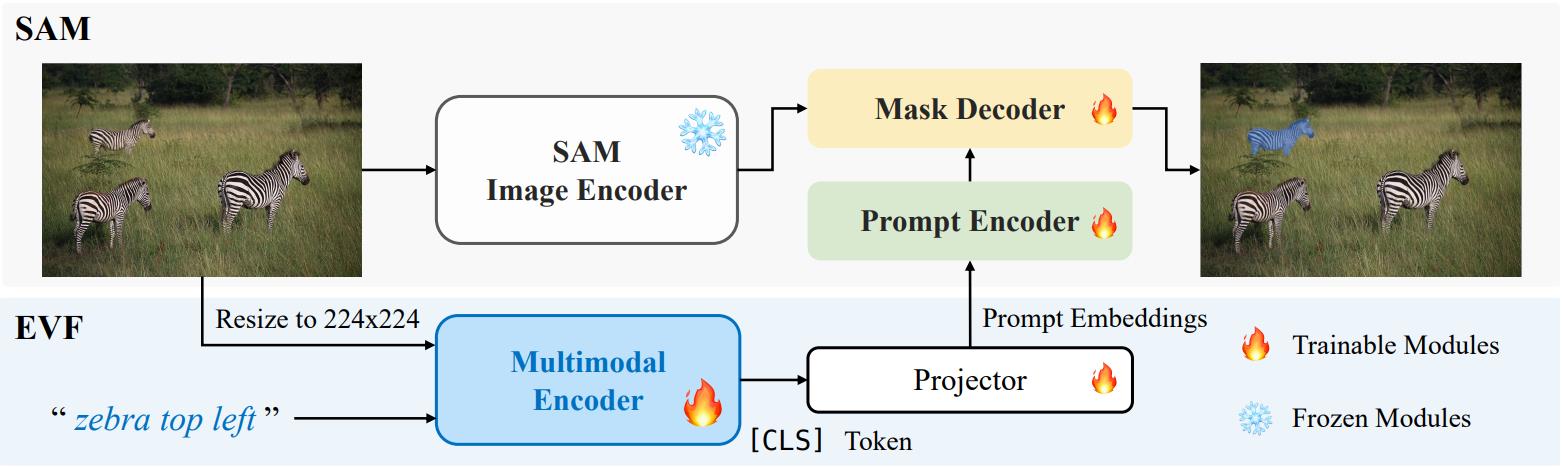 SAM
SAM
Image Encoder
Mask Decoder
Prompt Encoder
EVF
Resize to 224x224
“ zebra top left ”
Multimodal
Encoder
[CLS] Token
Projector
Prompt Embeddings
Trainable Modules
Frozen Modules